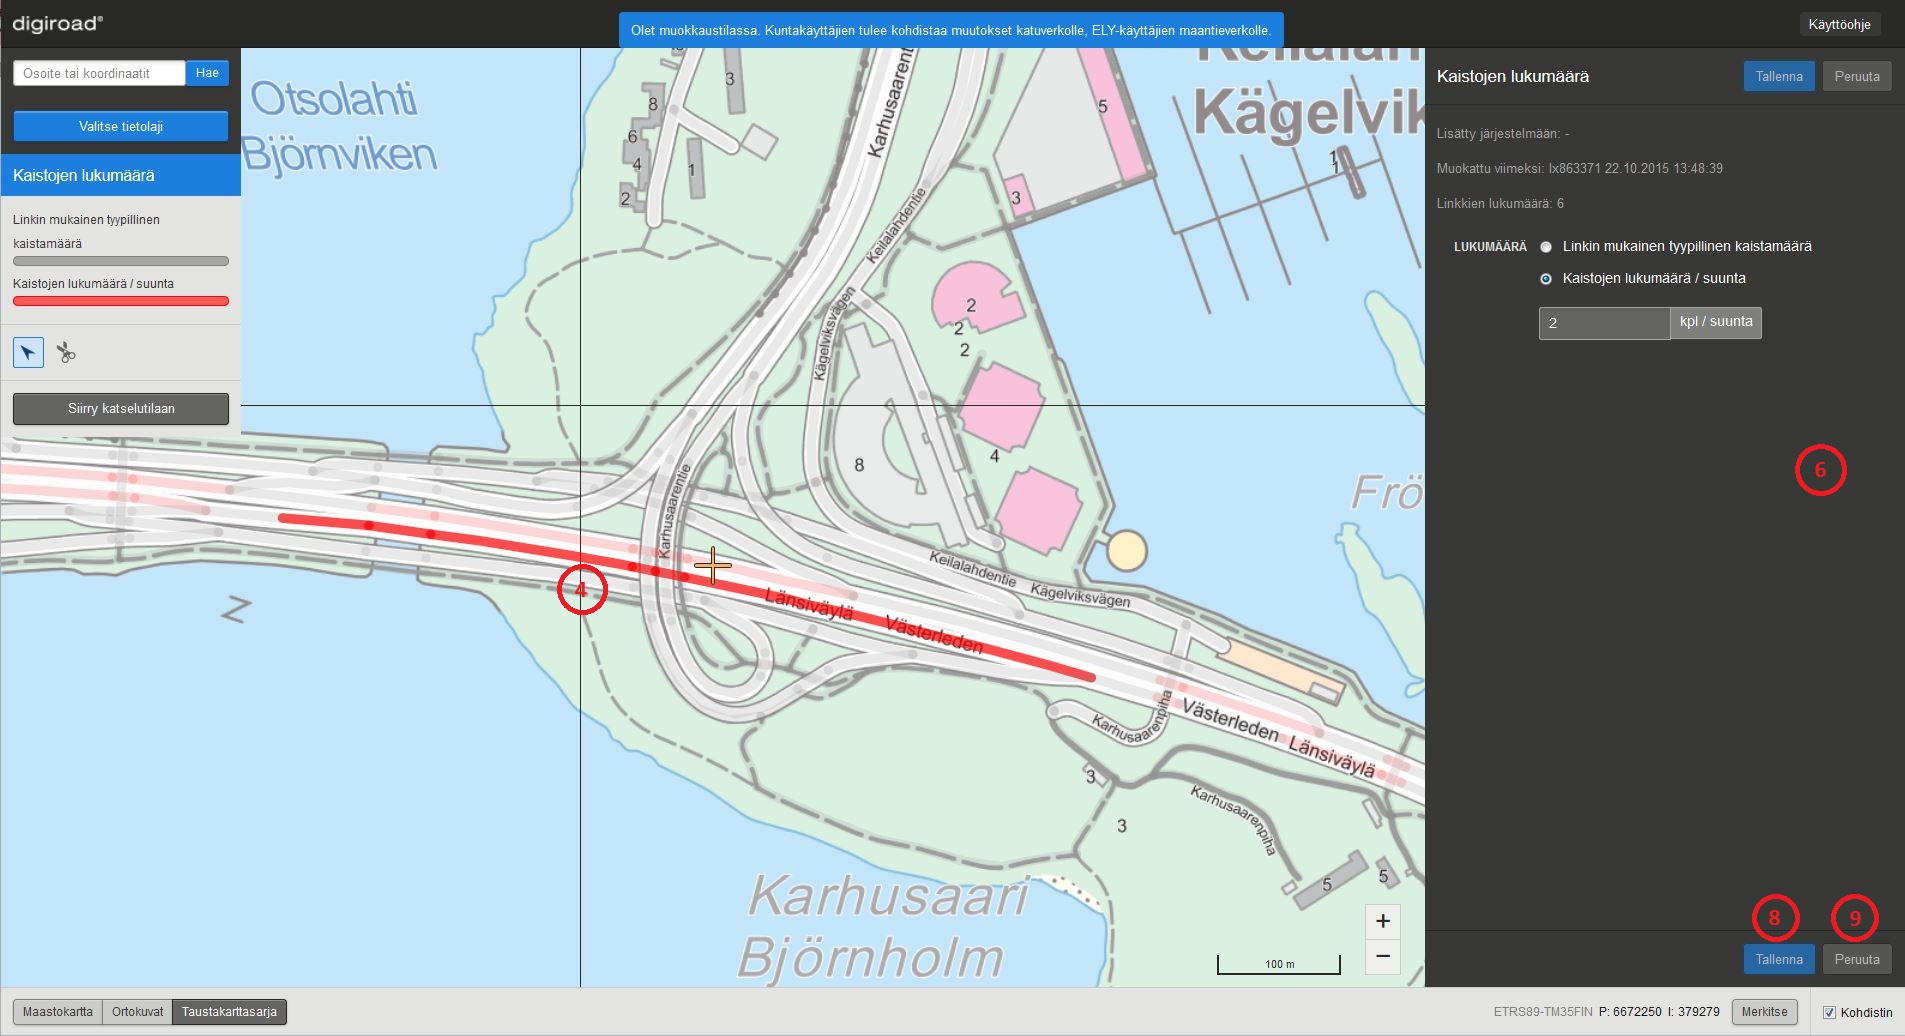 digiroad®
Olet muokkaustilassa. Kuntakäyttäjien tulee kohdistaa muutokset katuverkolle, ELY-käyttäjien maantieverkolle.
Käyttöohje
Osoite tai koordinaatit
Hae
Valitse tietolaji
Kaistojen lukumäärä
Linkin mukainen tyypillinen
kaistamäärä
Kaistojen lukumäärä / suunta
Siirry katselutilaan
Otsolahti
Björnviken
Karhusaarent
Keilalahdentie
Kägelviksvägen
Kägelvik
3
8
6
4
2
1
5
3
1
1
2
2
2
8
4
Frö
Karhusaarentie
Keilalahdentie
Kägelviksvägen
4
Länsiväylä
Västerleden
Västerleden
Länsiväylä
Karhusaarenpiha
Karhusaarenpiha
3
3
5
5
Karhusaari
Björnholm
+
−
100 m
Kaistojen lukumäärä
Tallenna
Peruuta
Lisätty järjestelmään: -
Muokattu viimeksi: lx863371 22.10.2015 13:48:39
Linkkien lukumäärä: 6
LUKUMÄÄRÄ
Linkin mukainen tyypillinen kaistamäärä
Kaistojen lukumäärä / suunta
2
kpl / suunta
6
8
9
Tallenna
Peruuta
Maastokartta
Ortokuvat
Taustakarttasarja
ETRS89-TM35FIN P: 6672250 I: 379279
Merkitse
Kohdistin